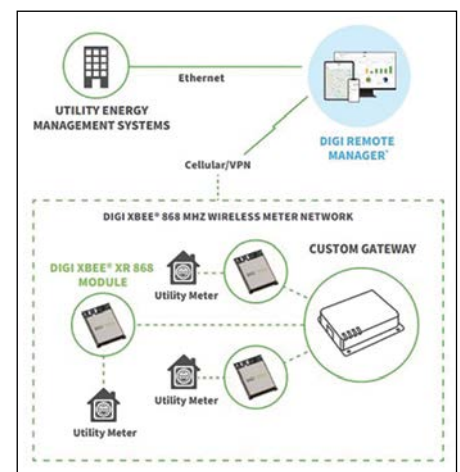 Ethernet
UTILITY ENERGY
MANAGEMENT SYSTEMS
DIGI REMOTE
MANAGER®
Cellular/VPN
DIGI XBEE® 868 MHZ WIRELESS METER NETWORK
CUSTOM GATEWAY
DIGI XBEE® XR 868
MODULE
Utility Meter
Utility Meter
Utility Meter